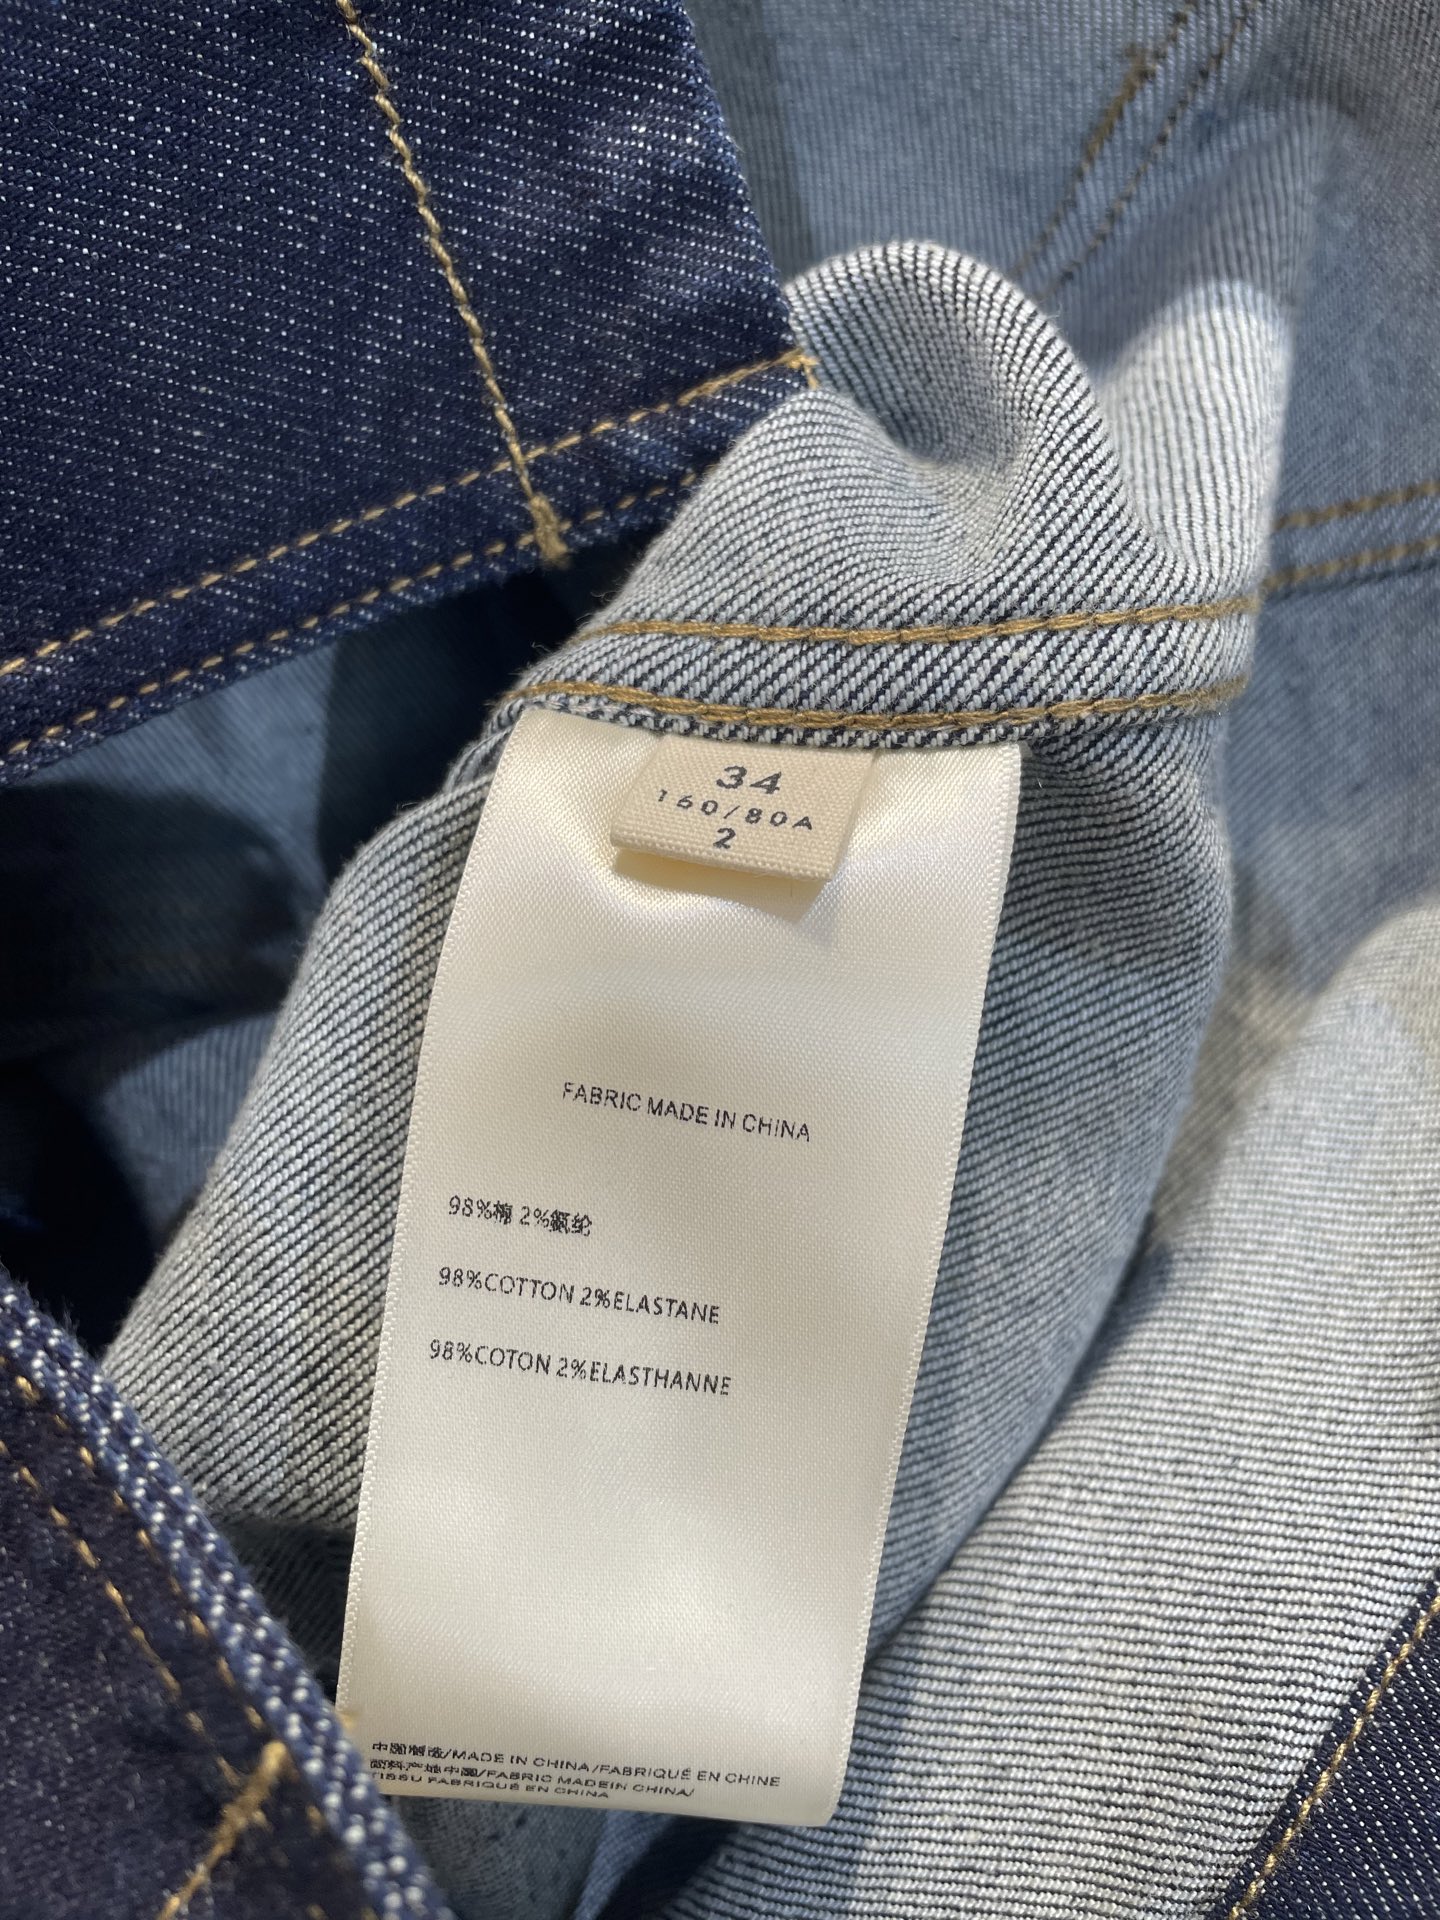 34
160/80A
2
FABRIC MADE IN CHINA
98%棉 2%氨纶
98%COTTON 2%ELASTANE
98%COTON 2%ELASTHANNE
中国制造/MADE IN CHINA/FABRIQUÉ EN CHINE
面料产地中国/FABRIC MADEIN CHINA/
TISSU FABRIQUÉ EN CHINA